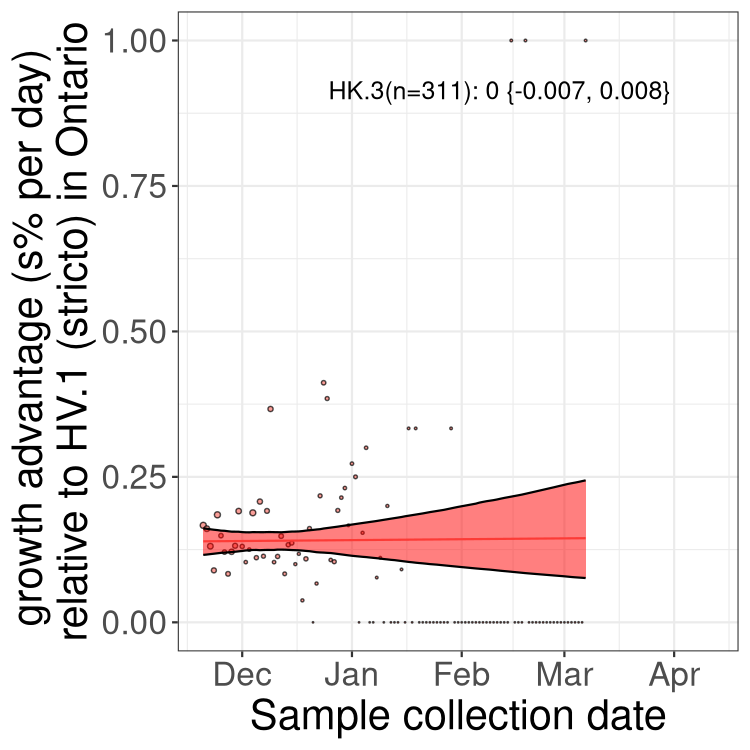 growth advantage (s% per day)
relative to HV.1 (stricto) in Ontario
1.00
0.75
0.50
0.25
0.00
HK.3(n=311): 0 {-0.007, 0.008}
Dec Jan Feb Mar Apr
Sample collection date